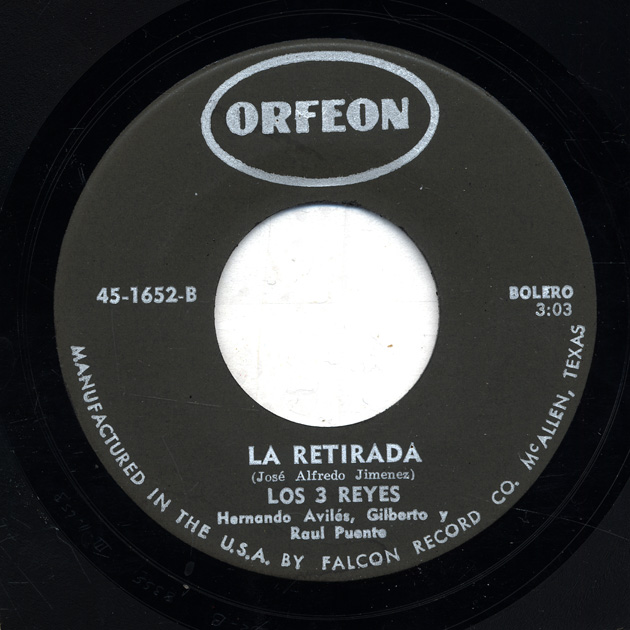 ORFEON
45-1652-B
BOLERO
3:03
LA RETIRADA
(José Alfredo Jimenez)
LOS 3 REYES
Hernando Avilés, Gilberto y
Raul Puente
MANUFACTURED IN THE U.S.A. BY FALCON RECORD CO. McALLEN, TEXAS